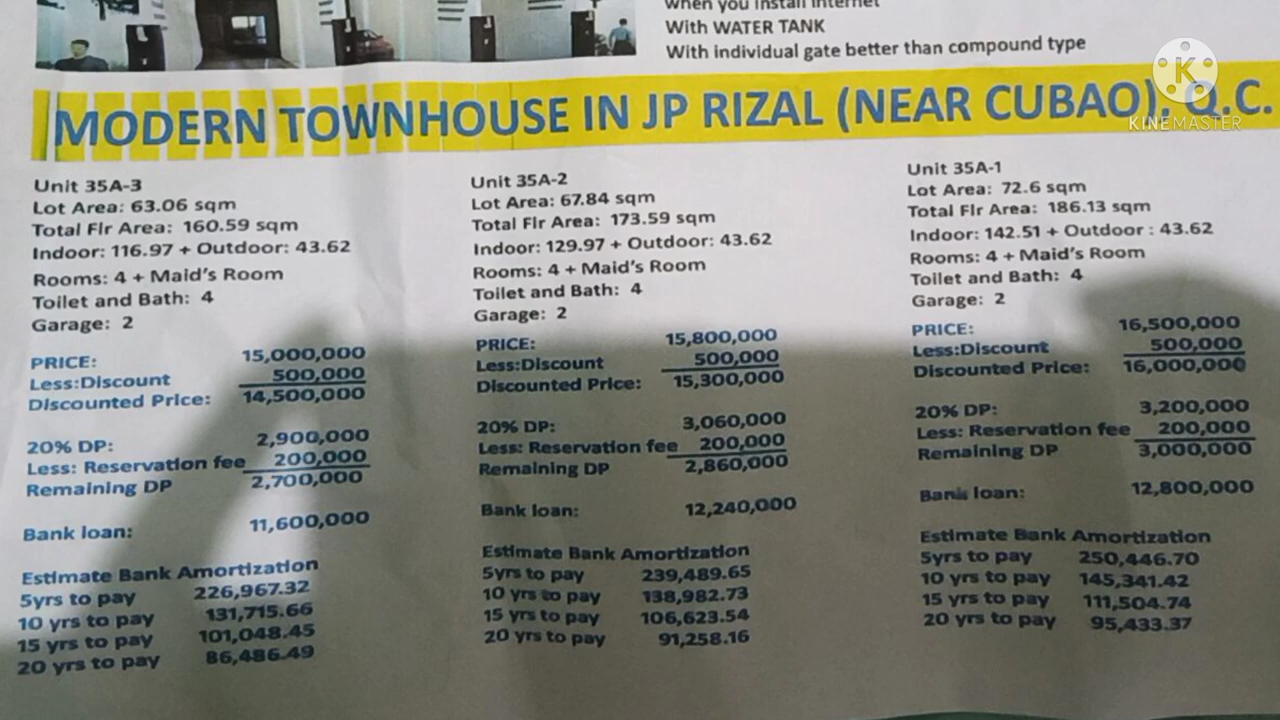 when you install internet
With WATER TANK
With individual gate better than compound type
K
KINEMASTER
MODERN TOWNHOUSE IN JP RIZAL (NEAR CUBAO), Q.C.
Unit 35A-3
Lot Area: 63.06 sqm
Total Flr Area: 160.59 sqm
Indoor: 116.97 + Outdoor: 43.62
Rooms: 4 + Maid's Room
Toilet and Bath: 4
Garage: 2
PRICE: 15,000,000
Less:Discount 500,000
Discounted Price: 14,500,000
20% DP: 2,900,000
Less: Reservation fee 200,000
Remaining DP 2,700,000
Bank loan: 11,600,000
Estimate Bank Amortization
5yrs to pay 226,967.32
10 yrs to pay 131,715.66
15 yrs to pay 101,048.45
20 yrs to pay 86,486.49
Unit 35A-2
Lot Area: 67.84 sqm
Total Flr Area: 173.59 sqm
Indoor: 129.97 + Outdoor: 43.62
Rooms: 4 + Maid's Room
Toilet and Bath: 4
Garage: 2
PRICE: 15,800,000
Less:Discount 500,000
Discounted Price: 15,300,000
20% DP: 3,060,000
Less: Reservation fee 200,000
Remaining DP 2,860,000
Bank loan: 12,240,000
Estimate Bank Amortization
5yrs to pay 239,489.65
10 yrs to pay 138,982.73
15 yrs to pay 106,623.54
20 yrs to pay 91,258.16
Unit 35A-1
Lot Area: 72.6 sqm
Total Flr Area: 186.13 sqm
Indoor: 142.51 + Outdoor : 43.62
Rooms: 4 + Maid's Room
Toilet and Bath: 4
Garage: 2
PRICE: 16,500,000
Less:Discount 500,000
Discounted Price: 16,000,000
20% DP: 3,200,000
Less: Reservation fee 200,000
Remaining DP 3,000,000
Bank loan: 12,800,000
Estimate Bank Amortization
5yrs to pay 250,446.70
10 yrs to pay 145,341.42
15 yrs to pay 111,504.74
20 yrs to pay 95,433.37